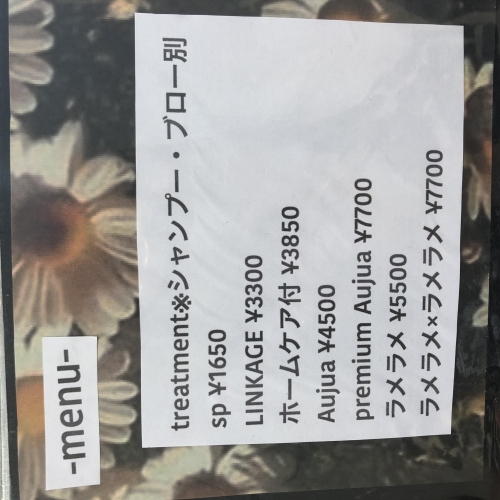 -menu-
treatment※シャンプー・ブロー別
sp ¥1650
LINKAGE ¥3300
ホームケア付 ¥3850
Aujua ¥4500
premium Aujua ¥7700
ラメラメ ¥5500
ラメラメ×ラメラメ ¥7700